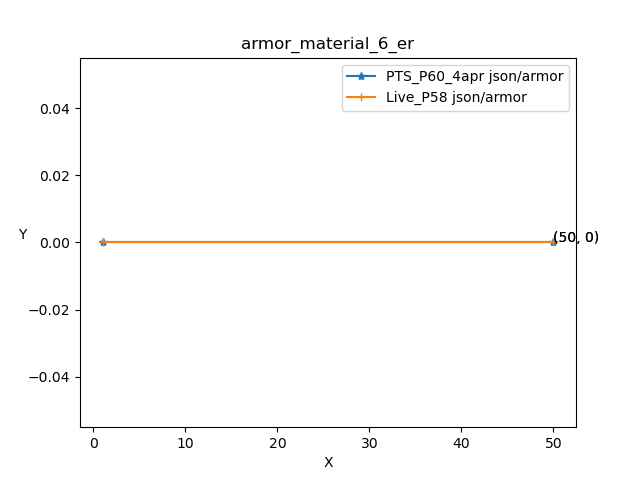 armor_material_6_er
PTS_P60_4apr json/armor
Live_P58 json/armor
0.04
0.02
Y
0.00
(50, 0)
−0.02
−0.04
0
10
20
30
40
50
X